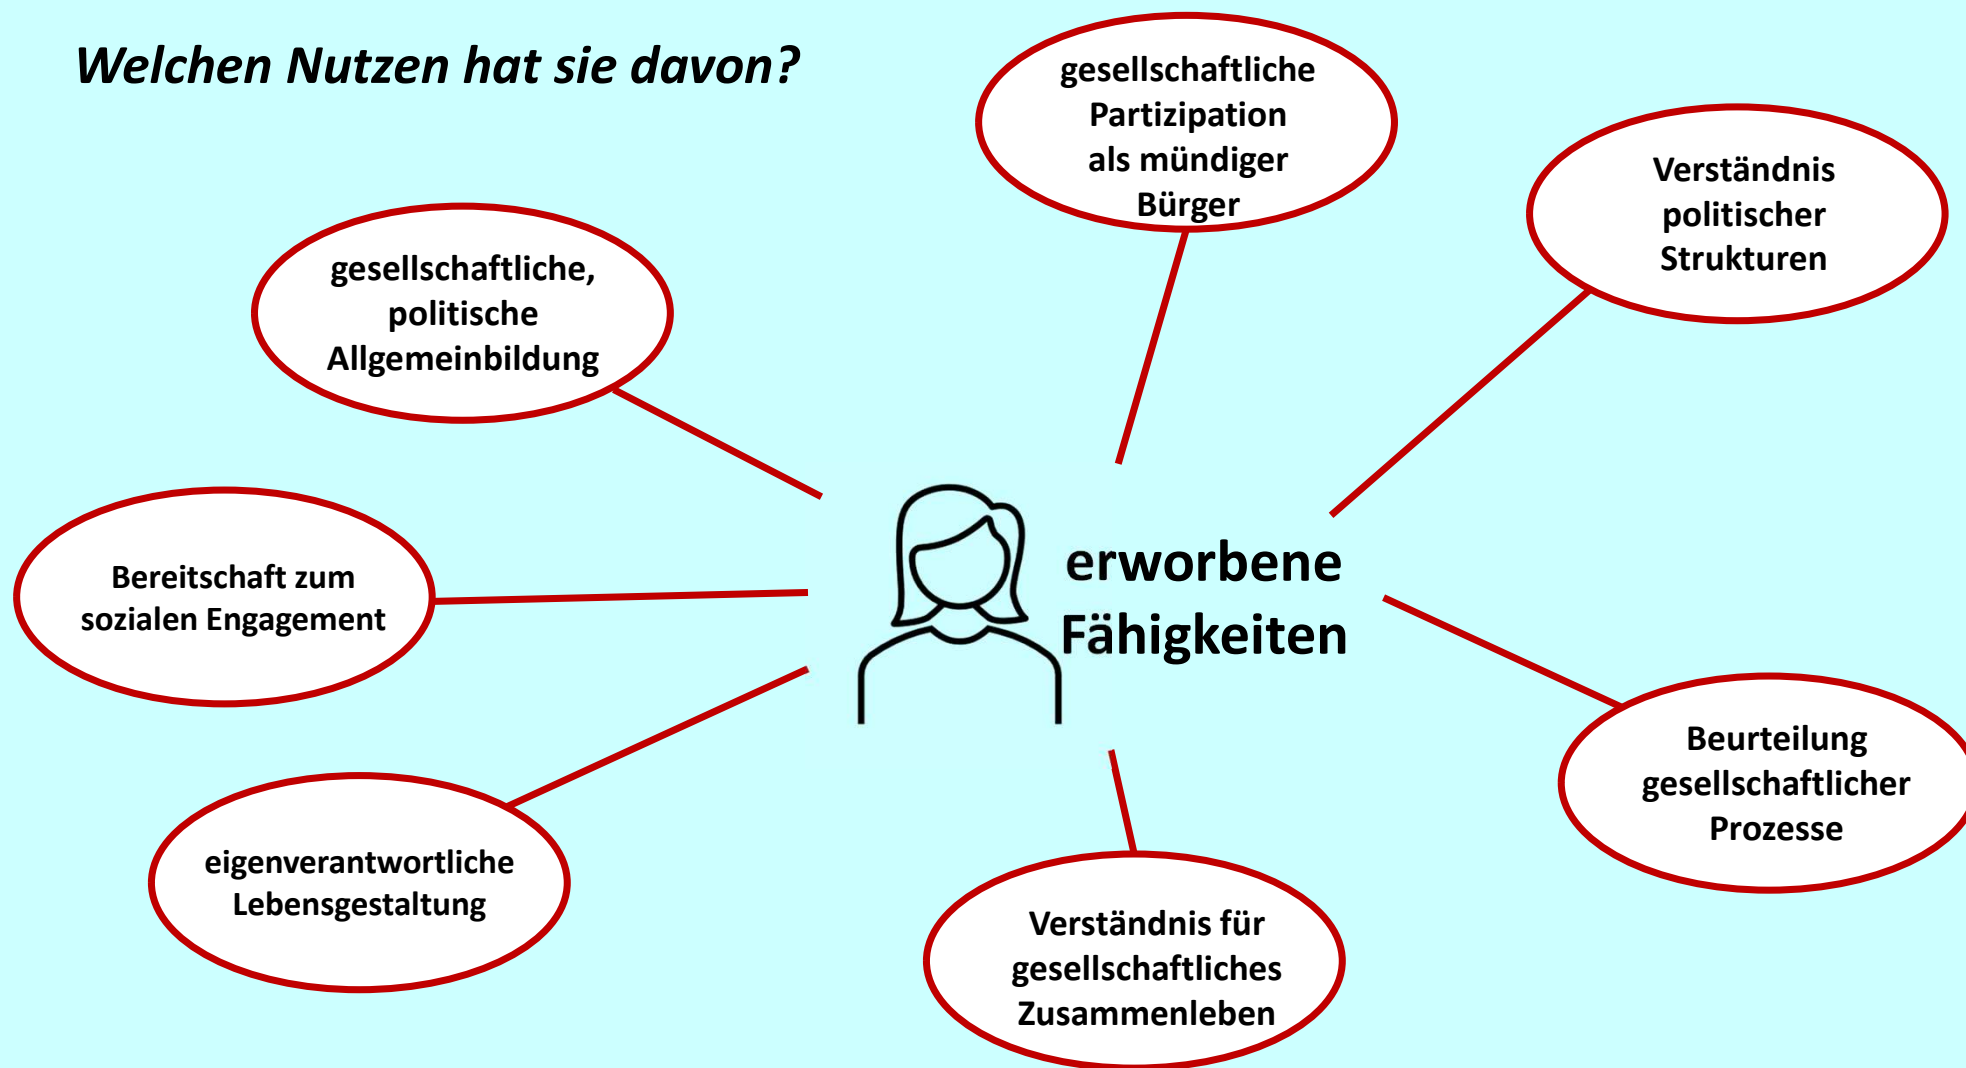 Welchen Nutzen hat sie davon?
gesellschaftliche
Partizipation
als mündiger
Bürger
Verständnis
politischer
Strukturen
gesellschaftliche,
politische
Allgemeinbildung
Bereitschaft zum
sozialen Engagement
erworbene
Fähigkeiten
Beurteilung
gesellschaftlicher
Prozesse
eigenverantwortliche
Lebensgestaltung
Verständnis für
gesellschaftliches
Zusammenleben